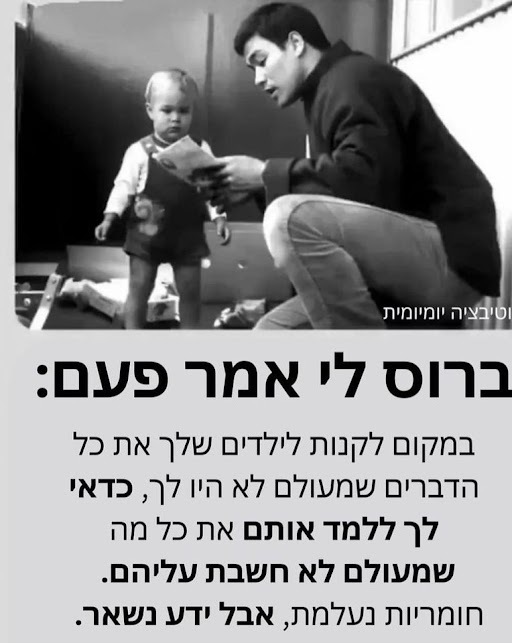 וטיבציה יומיומית
ברוס לי אמר פעם:
במקום לקנות לילדים שלך את כל
הדברים שמעולם לא היו לך, כדאי
לך ללמד אותם את כל מה
שמעולם לא חשבת עליהם.
חומריות נעלמת, אבל ידע נשאר.